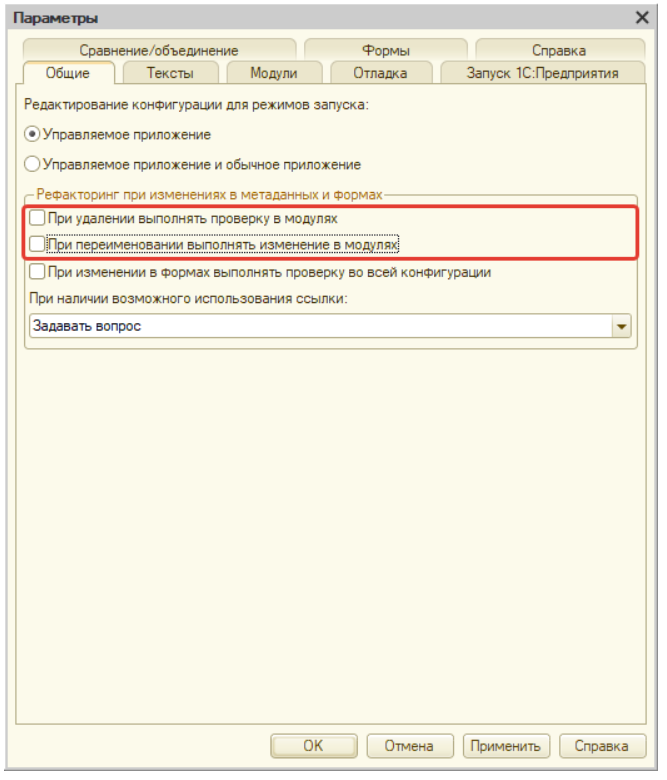 Параметры
Сравнение/объединение
Формы
Справка
Общие
Тексты
Модули
Отладка
Запуск 1С:Предприятия
Редактирование конфигурации для режимов запуска:
Управляемое приложение
Управляемое приложение и обычное приложение
Рефакторинг при изменениях в метаданных и формах
При удалении выполнять проверку в модулях
При переименовании выполнять изменение в модулях
При изменении в формах выполнять проверку во всей конфигурации
При наличии возможного использования ссылки:
Задавать вопрос
OK
Отмена
Применить
Справка